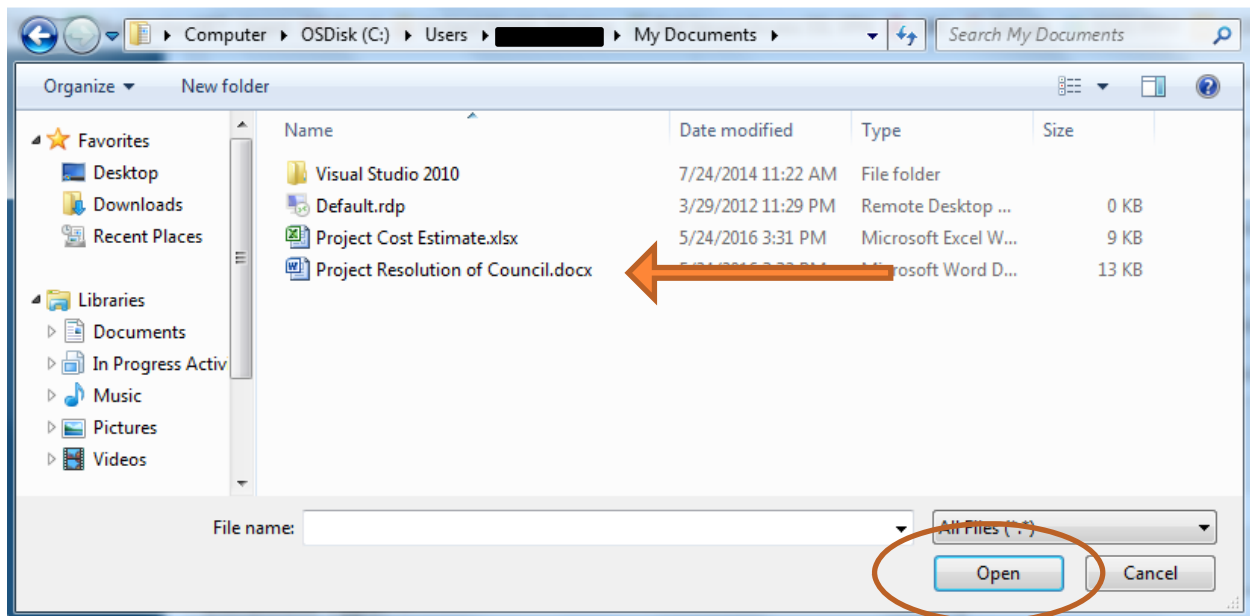 Computer OSDisk (C:) Users My Documents Search My Documents
Organize New folder
Name Date modified Type Size
Favorites
Desktop
Downloads
Recent Places
Libraries
Documents
In Progress Activ
Music
Pictures
Videos
Visual Studio 2010 7/24/2014 11:22 AM File folder
Default.rdp 3/29/2012 11:29 PM Remote Desktop ... 0 KB
Project Cost Estimate.xlsx 5/24/2016 3:31 PM Microsoft Excel W... 9 KB
Project Resolution of Council.docx Word D... 13 KB
File name: All Files (*.*)
Open Cancel